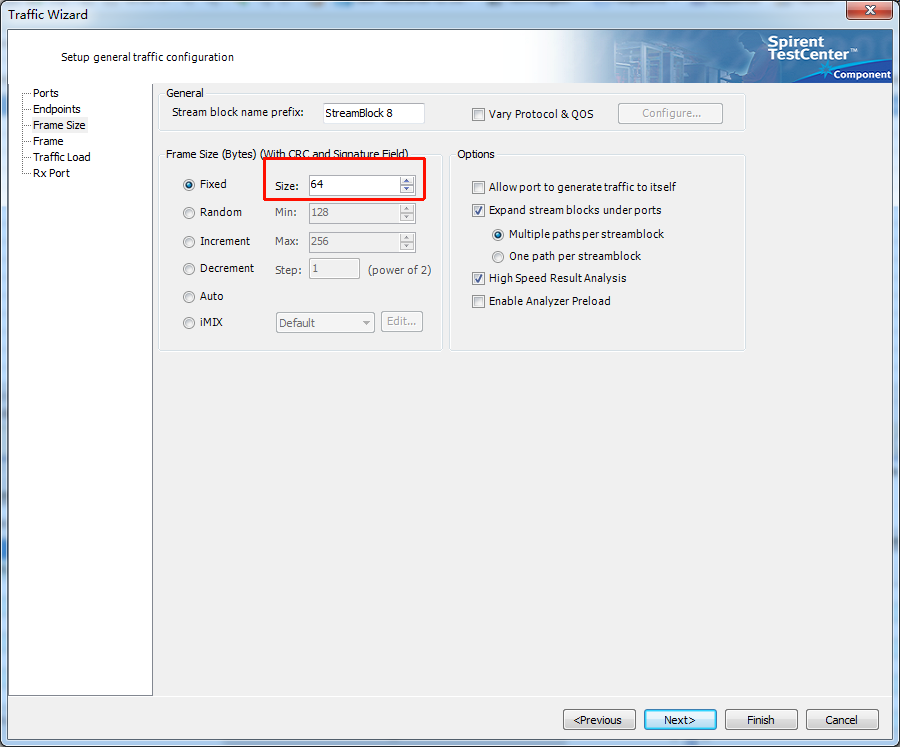 Traffic Wizard
Setup general traffic configuration
Spirent
TestCenter™
Component
Ports
Endpoints
Frame Size
Frame
Traffic Load
Rx Port
General
Stream block name prefix: StreamBlock 8
Vary Protocol & QOS Configure...
Frame Size (Bytes) (With CRC and Signature Field)
Fixed Size: 64
Random Min: 128
Increment Max: 256
Decrement Step: 1 (power of 2)
Auto
iMIX Default Edit...
Options
Allow port to generate traffic to itself
Expand stream blocks under ports
Multiple paths per streamblock
One path per streamblock
High Speed Result Analysis
Enable Analyzer Preload
<Previous Next> Finish Cancel